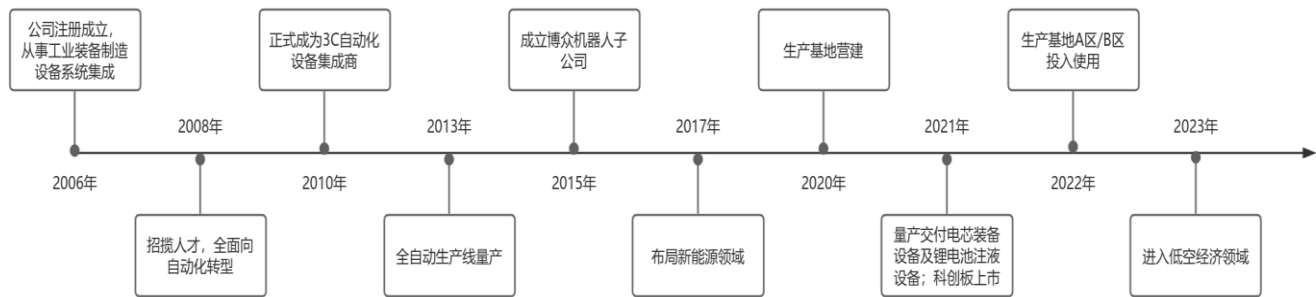 公司注册成立，
从事工业装备制造
设备系统集成
正式成为3C自动化
设备集成商
成立博众机器人子
公司
生产基地营建
生产基地A区/B区
投入使用
2008年
2013年
2017年
2021年
2023年
2006年
2010年
2015年
2020年
2022年
招揽人才，全面向
自动化转型
全自动生产线量产
布局新能源领域
量产交付电芯装备
设备及锂电池注液
设备；科创板上市
进入低空经济领域